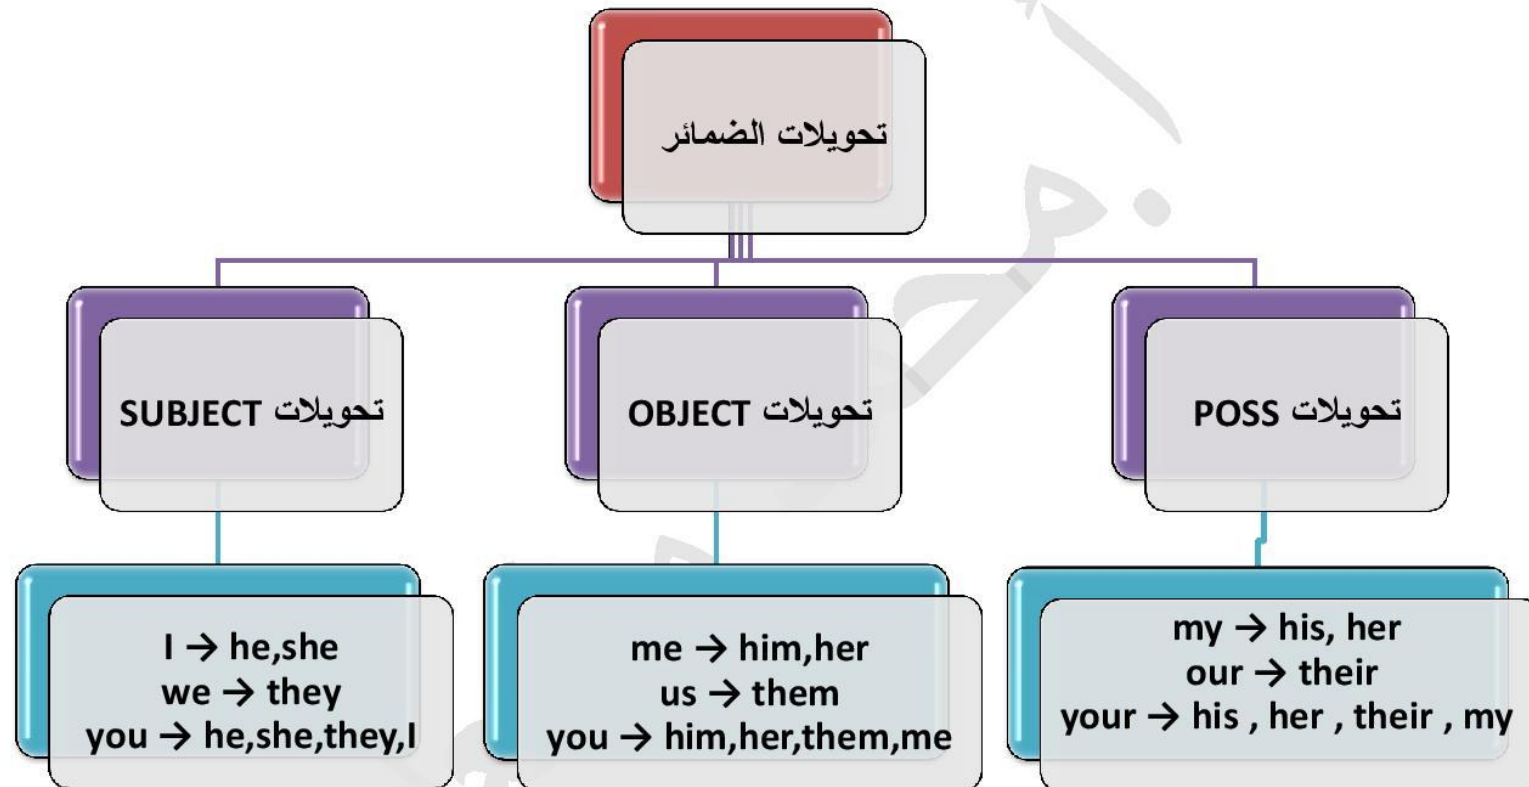 تحويلات الضمائر
تحويلات SUBJECT
تحويلات OBJECT
تحويلات POSS
I → he,she
we → they
you → he,she,they,I
me → him,her
us → them
you → him,her,them,me
my → his, her
our → their
your → his , her , their , my